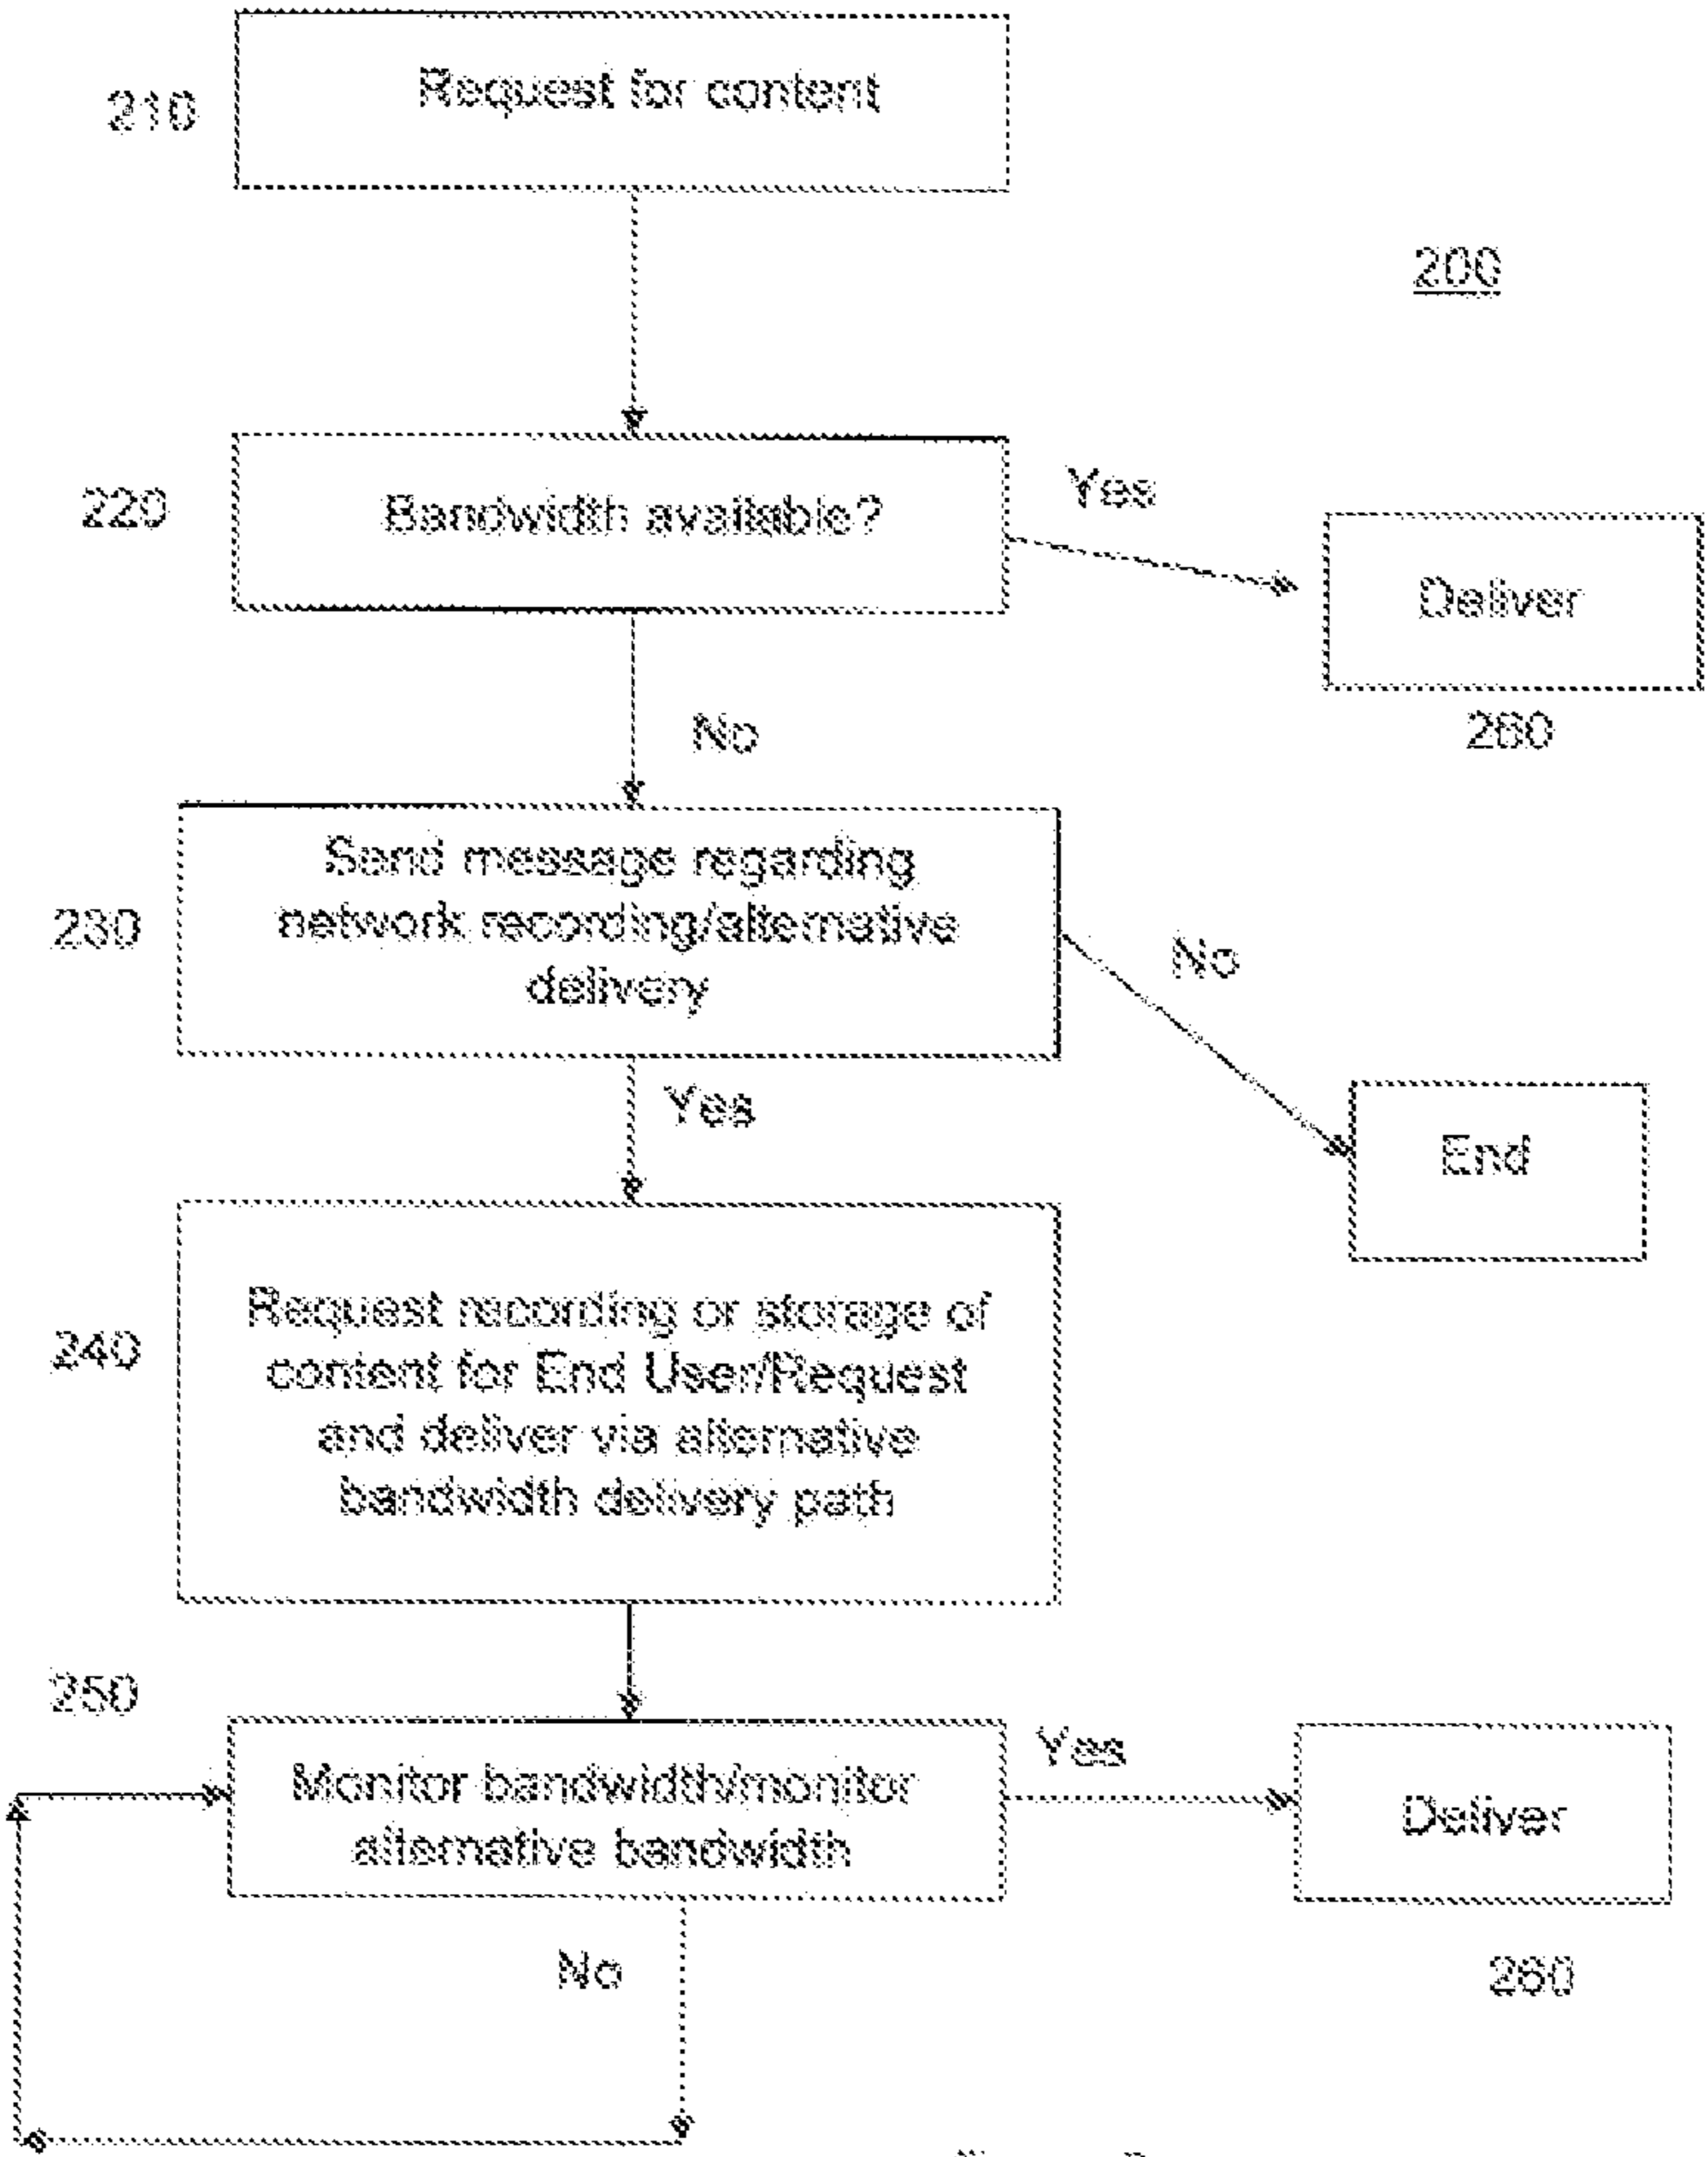 210
Request for content
200
220
Bandwidth available?
Yes
Deliver
260
No
230
Send message regarding
network recording/alternative
delivery
No
Yes
End
240
Request recording or storage of
content for End User/Request
and deliver via alternative
bandwidth delivery path
250
Monitor bandwidth/monitor
alternative bandwidth
Yes
Deliver
260
No